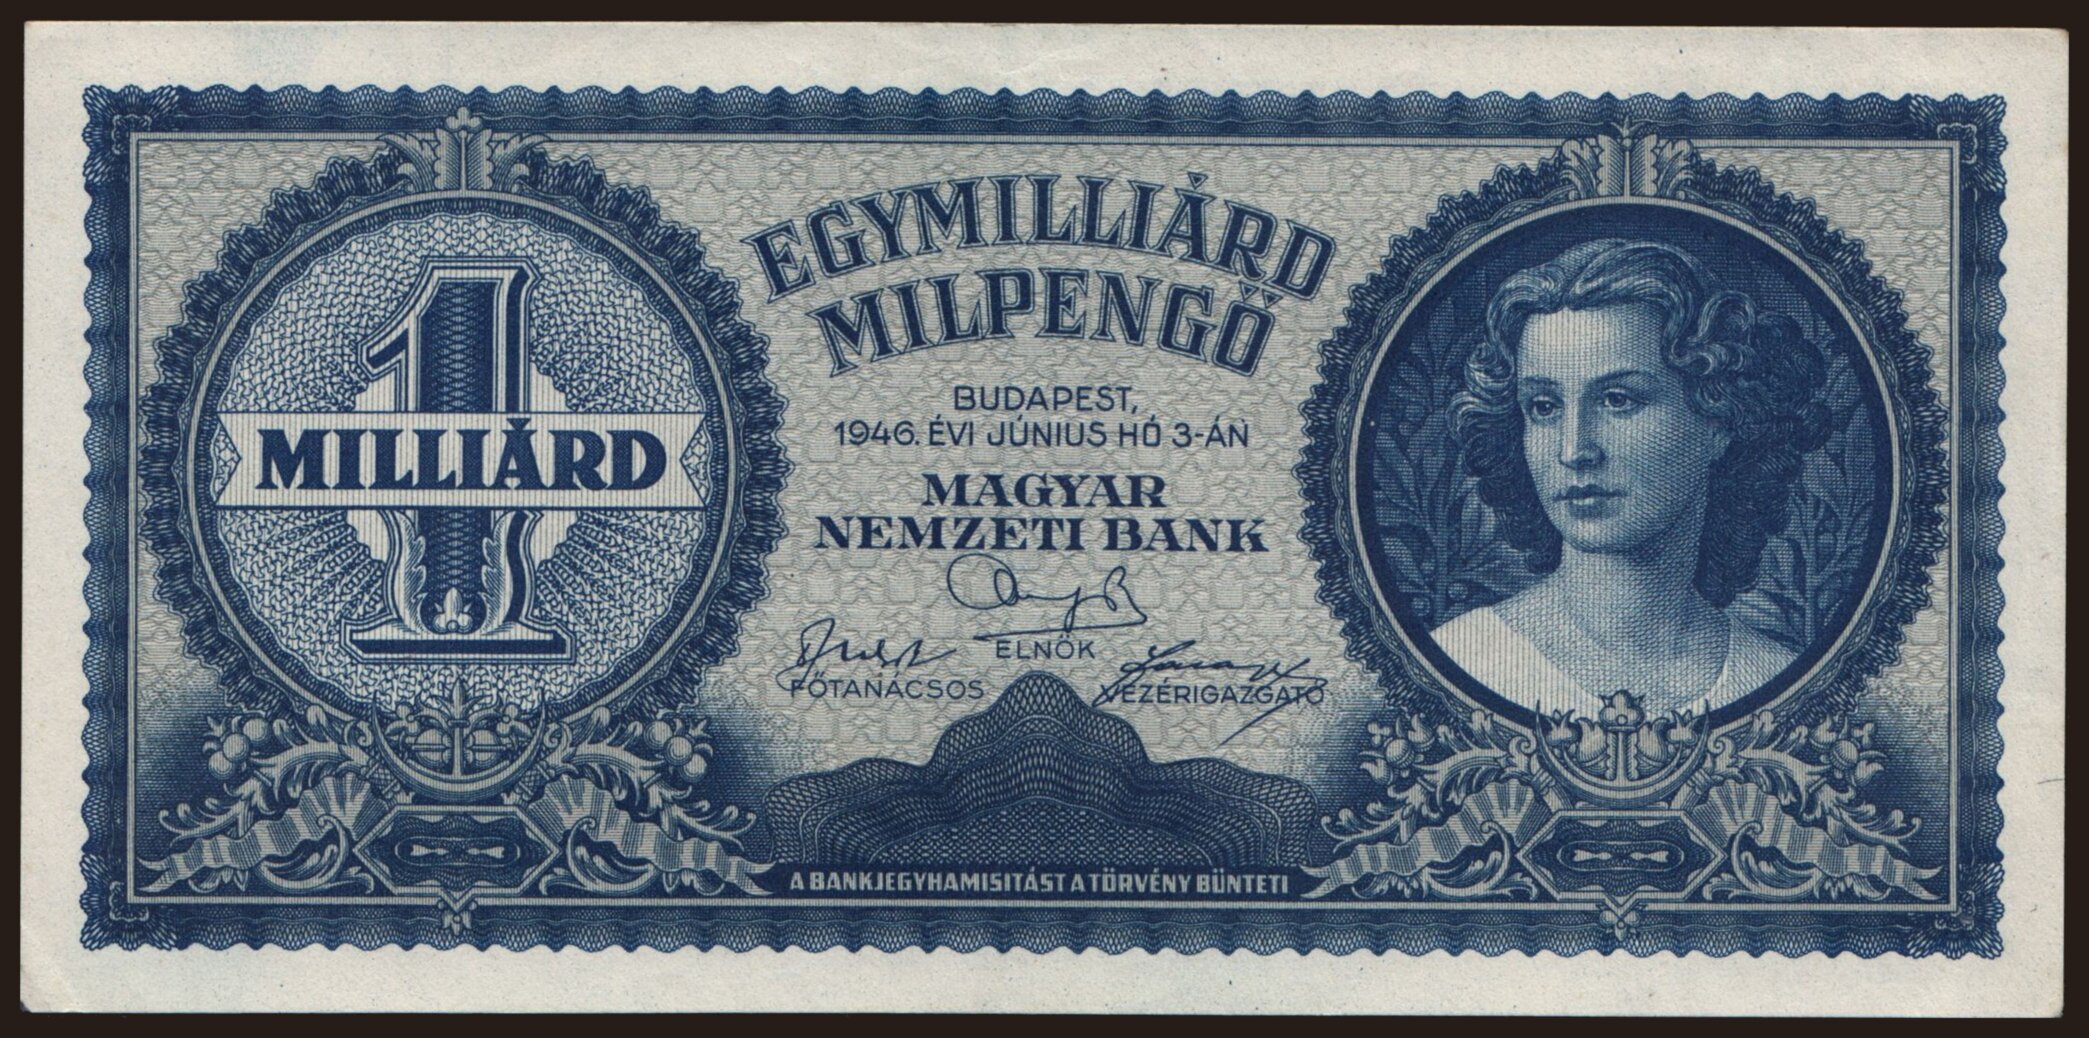 EGYMILLIÁRD
MILPENGŐ
1
MILLIÁRD
BUDAPEST,
1946. ÉVI JÚNIUS HÓ 3-ÁN
MAGYAR
NEMZETI BANK
ELNÖK
FŐTANÁCSOS
VEZÉRIGAZGATÓ
A BANKJEGYHAMISITÁST A TÖRVÉNY BÜNTETI